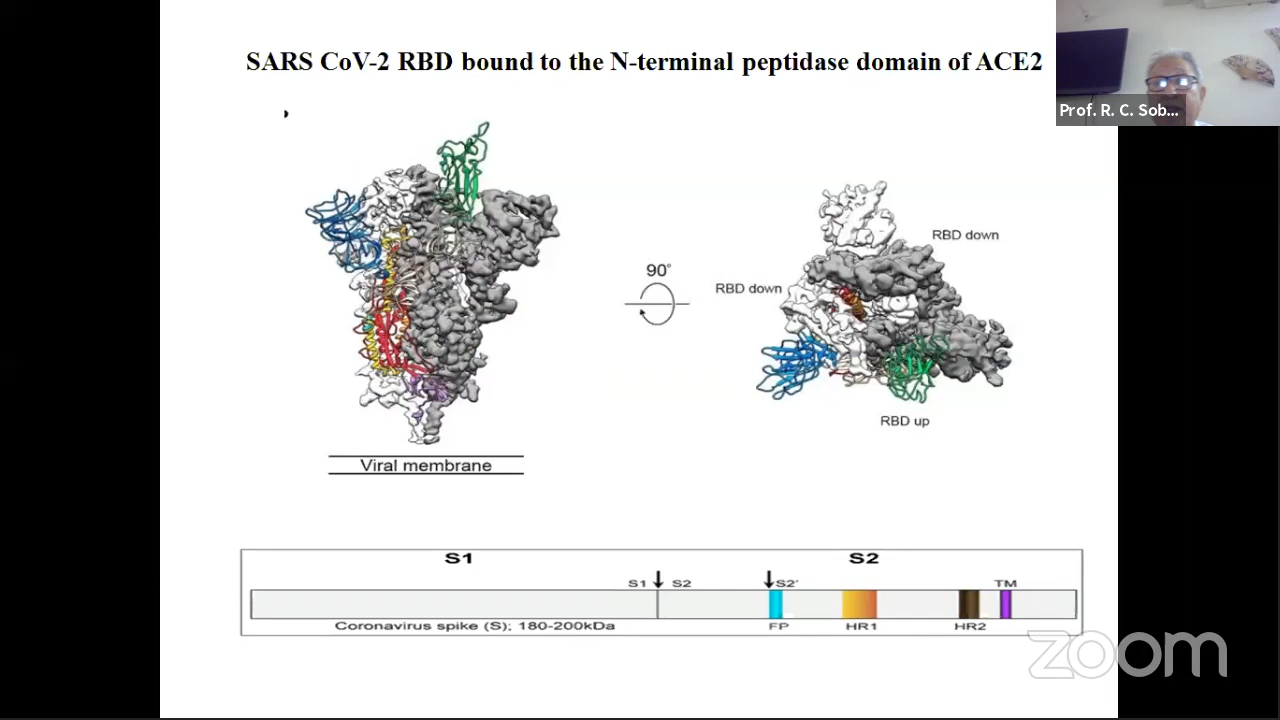 SARS CoV-2 RBD bound to the N-terminal peptidase domain of ACE2
Prof. R. C. Sob...
RBD down
90°
RBD down
RBD up
Viral membrane
S1 S2
S1 S2 S2'
TM
Coronavirus spike (S); 180-200kDa FP HR1 HR2
zoom